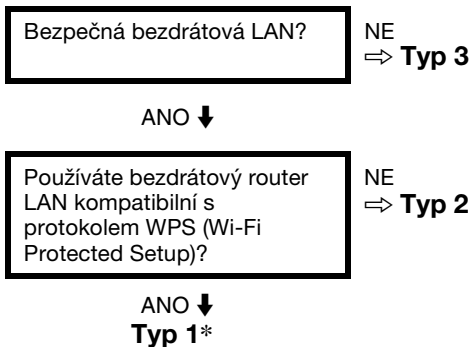 Bezpečná bezdrátová LAN?
NE
⇨ Typ 3
ANO ⬇
Používáte bezdrátový router
LAN kompatibilní s
protokolem WPS (Wi-Fi
Protected Setup)?
NE
⇨ Typ 2
ANO ⬇
Typ 1*